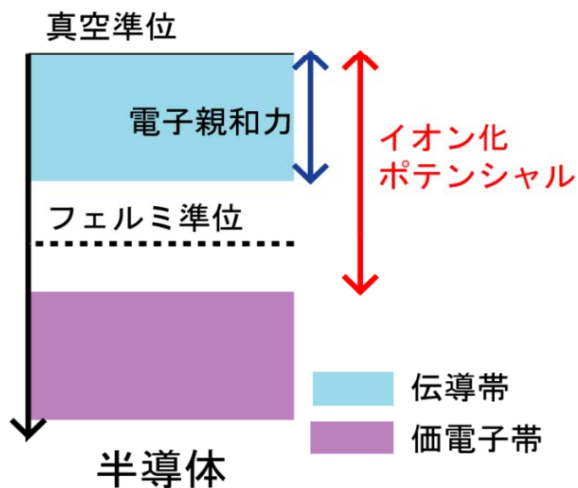 真空準位
電子親和力
イオン化
ポテンシャル
フェルミ準位
伝導帯
価電子帯
半導体